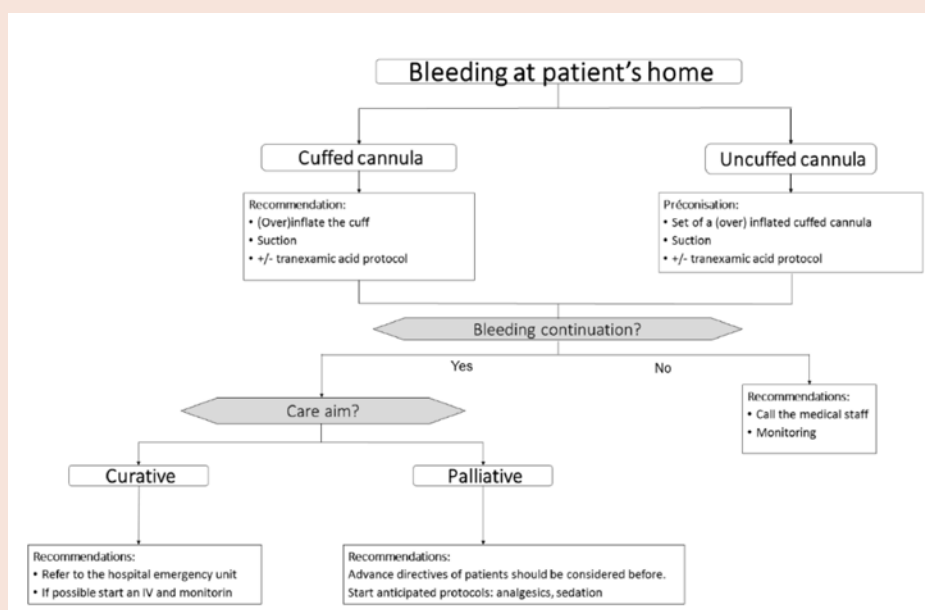 Bleeding at patient's home
Cuffed cannula
Uncuffed cannula
Recommendation:
• (Over)inflate the cuff
• Suction
• +/- tranexamic acid protocol
Préconisation:
• Set of a (over) inflated cuffed cannula
• Suction
• +/- tranexamic acid protocol
Bleeding continuation?
Yes
No
Care aim?
Recommendations:
• Call the medical staff
• Monitoring
Curative
Palliative
Recommendations:
• Refer to the hospital emergency unit
• If possible start an IV and monitorin
Recommendations:
Advance directives of patients should be considered before.
Start anticipated protocols: analgesics, sedation